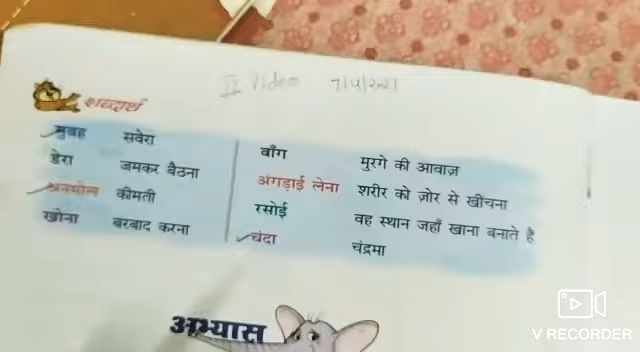 II Video 7/4/2021
शब्दार्थ
सुबह सवेरा
डेरा जमकर बैठना
अनमोल कीमती
खोना बरबाद करना
बाँग मुरगे की आवाज़
अंगड़ाई लेना शरीर को ज़ोर से खींचना
रसोई वह स्थान जहाँ खाना बनाते हैं
चंदा चंद्रमा
अभ्यास
V RECORDER